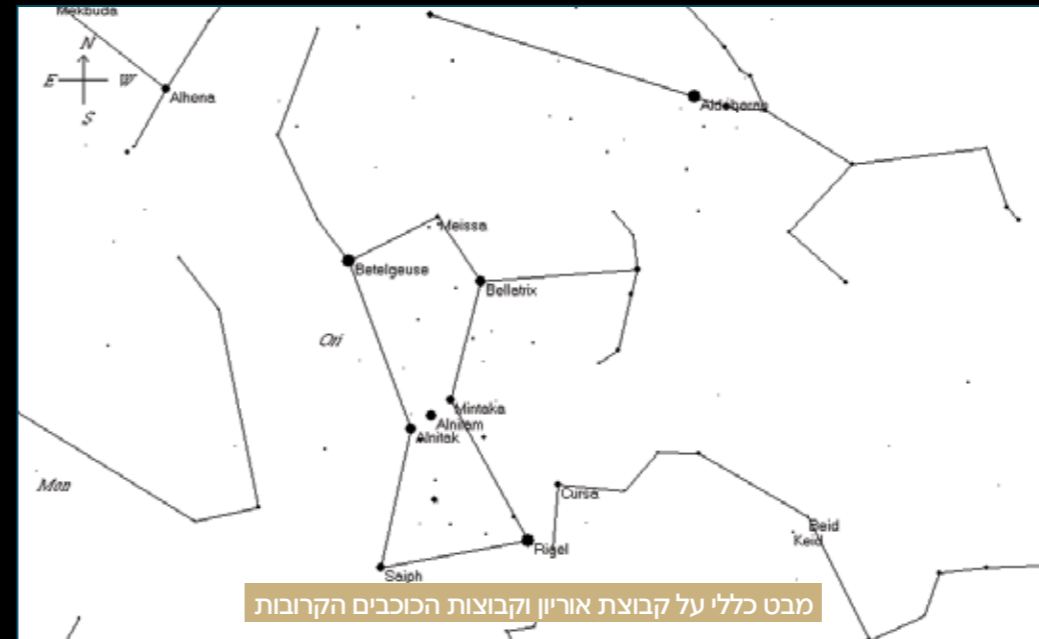 Mekbuda
N
E W
S
Alhena
Aldebaran
Meissa
Betelgeuse
Bellatrix
Ori
Mintaka
Alnilam
Alnitak
Mon
Cursa
Beid
Keid
Rigel
Saiph
מבט כללי על קבוצת אוריון וקבוצות הכוכבים הקרובות